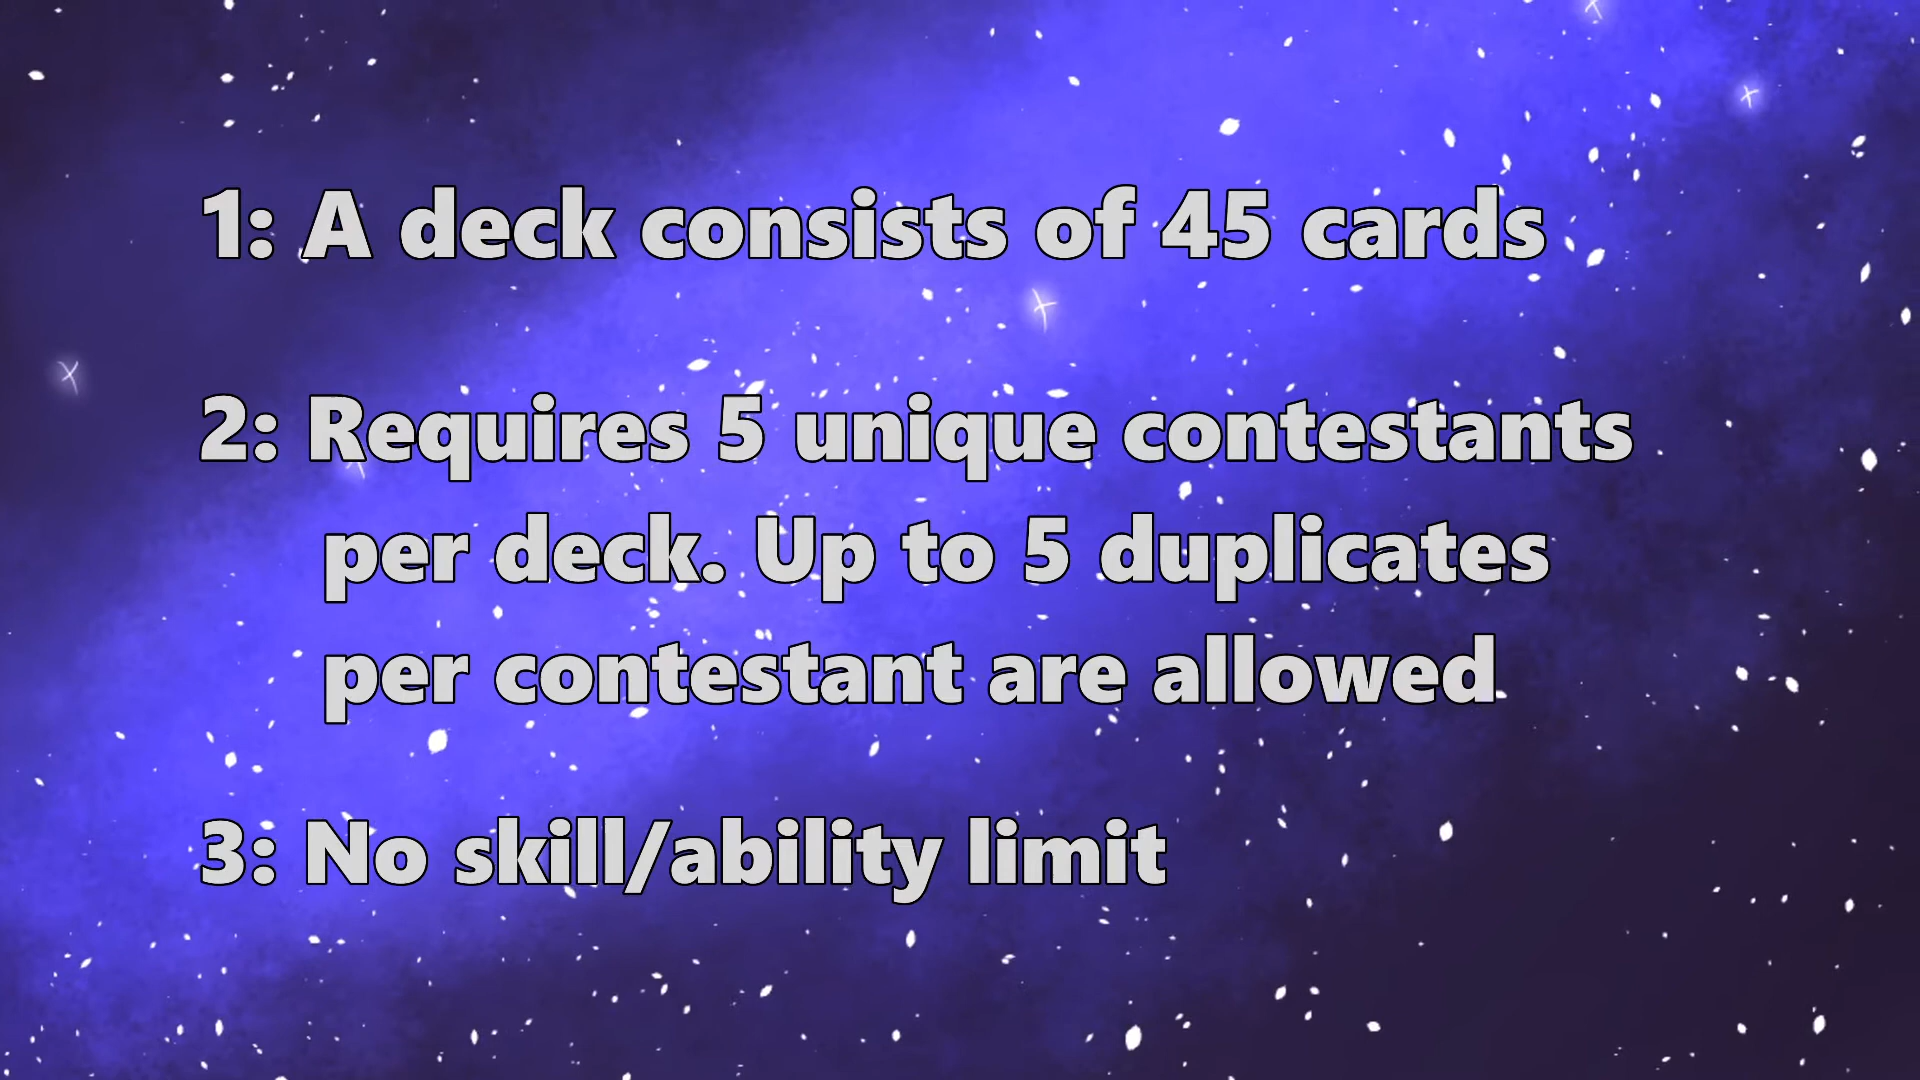 1: A deck consists of 45 cards
2: Requires 5 unique contestants
per deck. Up to 5 duplicates
per contestant are allowed
3: No skill/ability limit